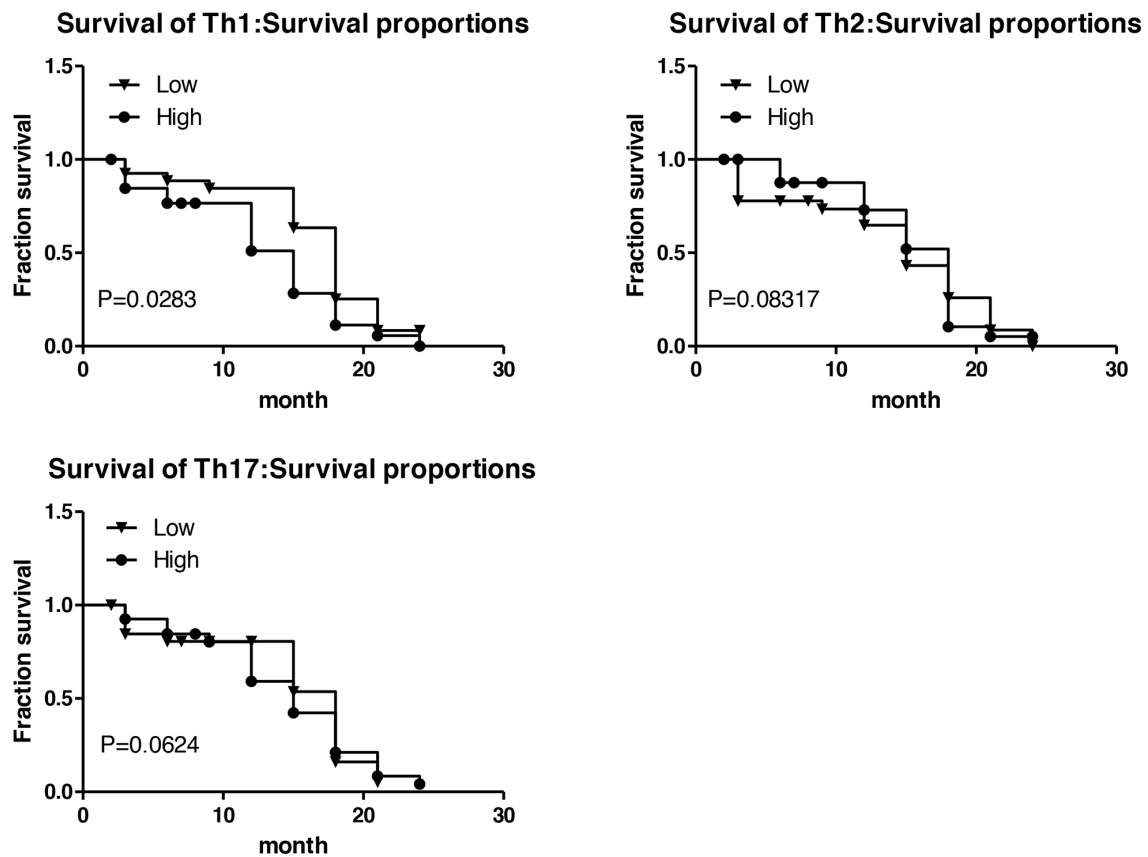 Survival of Th1:Survival proportions
1.5
1.0
0.5
0.0
Fraction survival
Low
High
P=0.0283
0
10
20
30
month
Survival of Th2:Survival proportions
1.5
1.0
0.5
0.0
Fraction survival
Low
High
P=0.08317
0
10
20
30
month
Survival of Th17:Survival proportions
1.5
1.0
0.5
0.0
Fraction survival
Low
High
P=0.0624
0
10
20
30
month